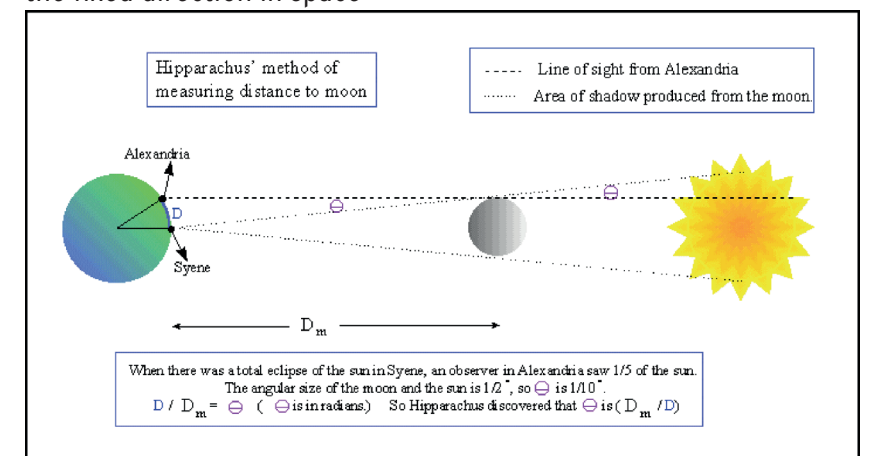 the fixed direction in space
Hipparachus' method of
measuring distance to moon
------ Line of sight from Alexandria
........ Area of shadow produced from the moon.
Alexandria
Θ
Θ
D
Syene
Dm
When there was a total eclipse of the sun in Syene, an observer in Alexandria saw 1/5 of the sun.
The angular size of the moon and the sun is 1/2°, so Θ is 1/10°.
D / Dm = Θ ( Θ is in radians.) So Hipparachus discovered that Θ is ( Dm / D)